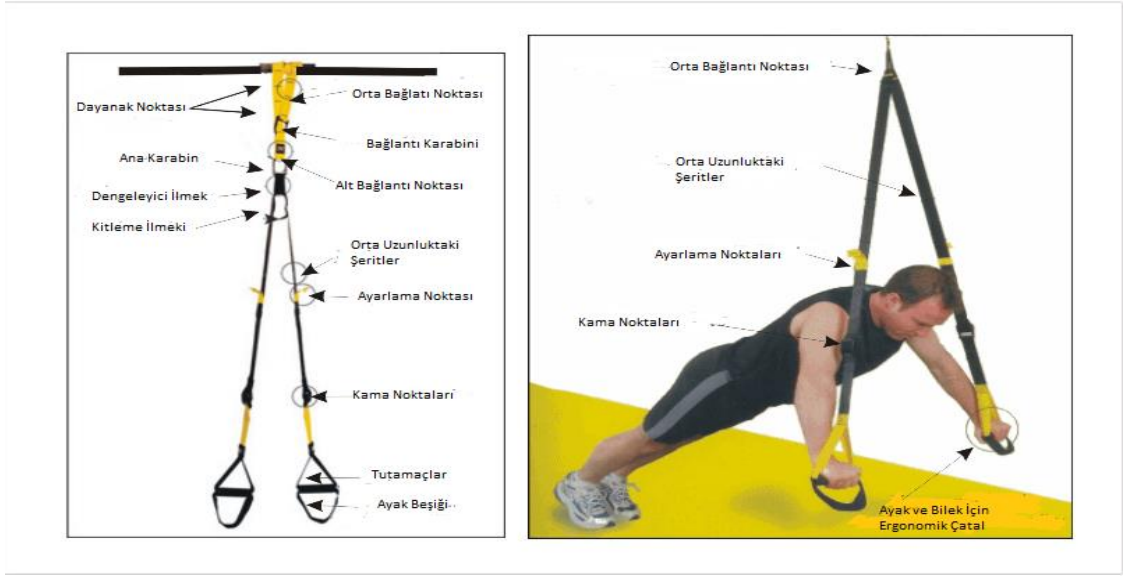 Dayanak Noktası
Orta Bağlatı Noktası
Bağlantı Karabini
Ana Karabin
Alt Bağlantı Noktası
Dengeleyici İlmek
Kitleme İlmeki
Orta Uzunluktaki
Şeritler
Ayarlama Noktası
Kama Noktaları
Tutamaçlar
Ayak Beşiği
Orta Bağlantı Noktası
Orta Uzunluktaki
Şeritler
Ayarlama Noktaları
Kama Noktaları
Ayak ve Bilek İçin
Ergonomik Çatal